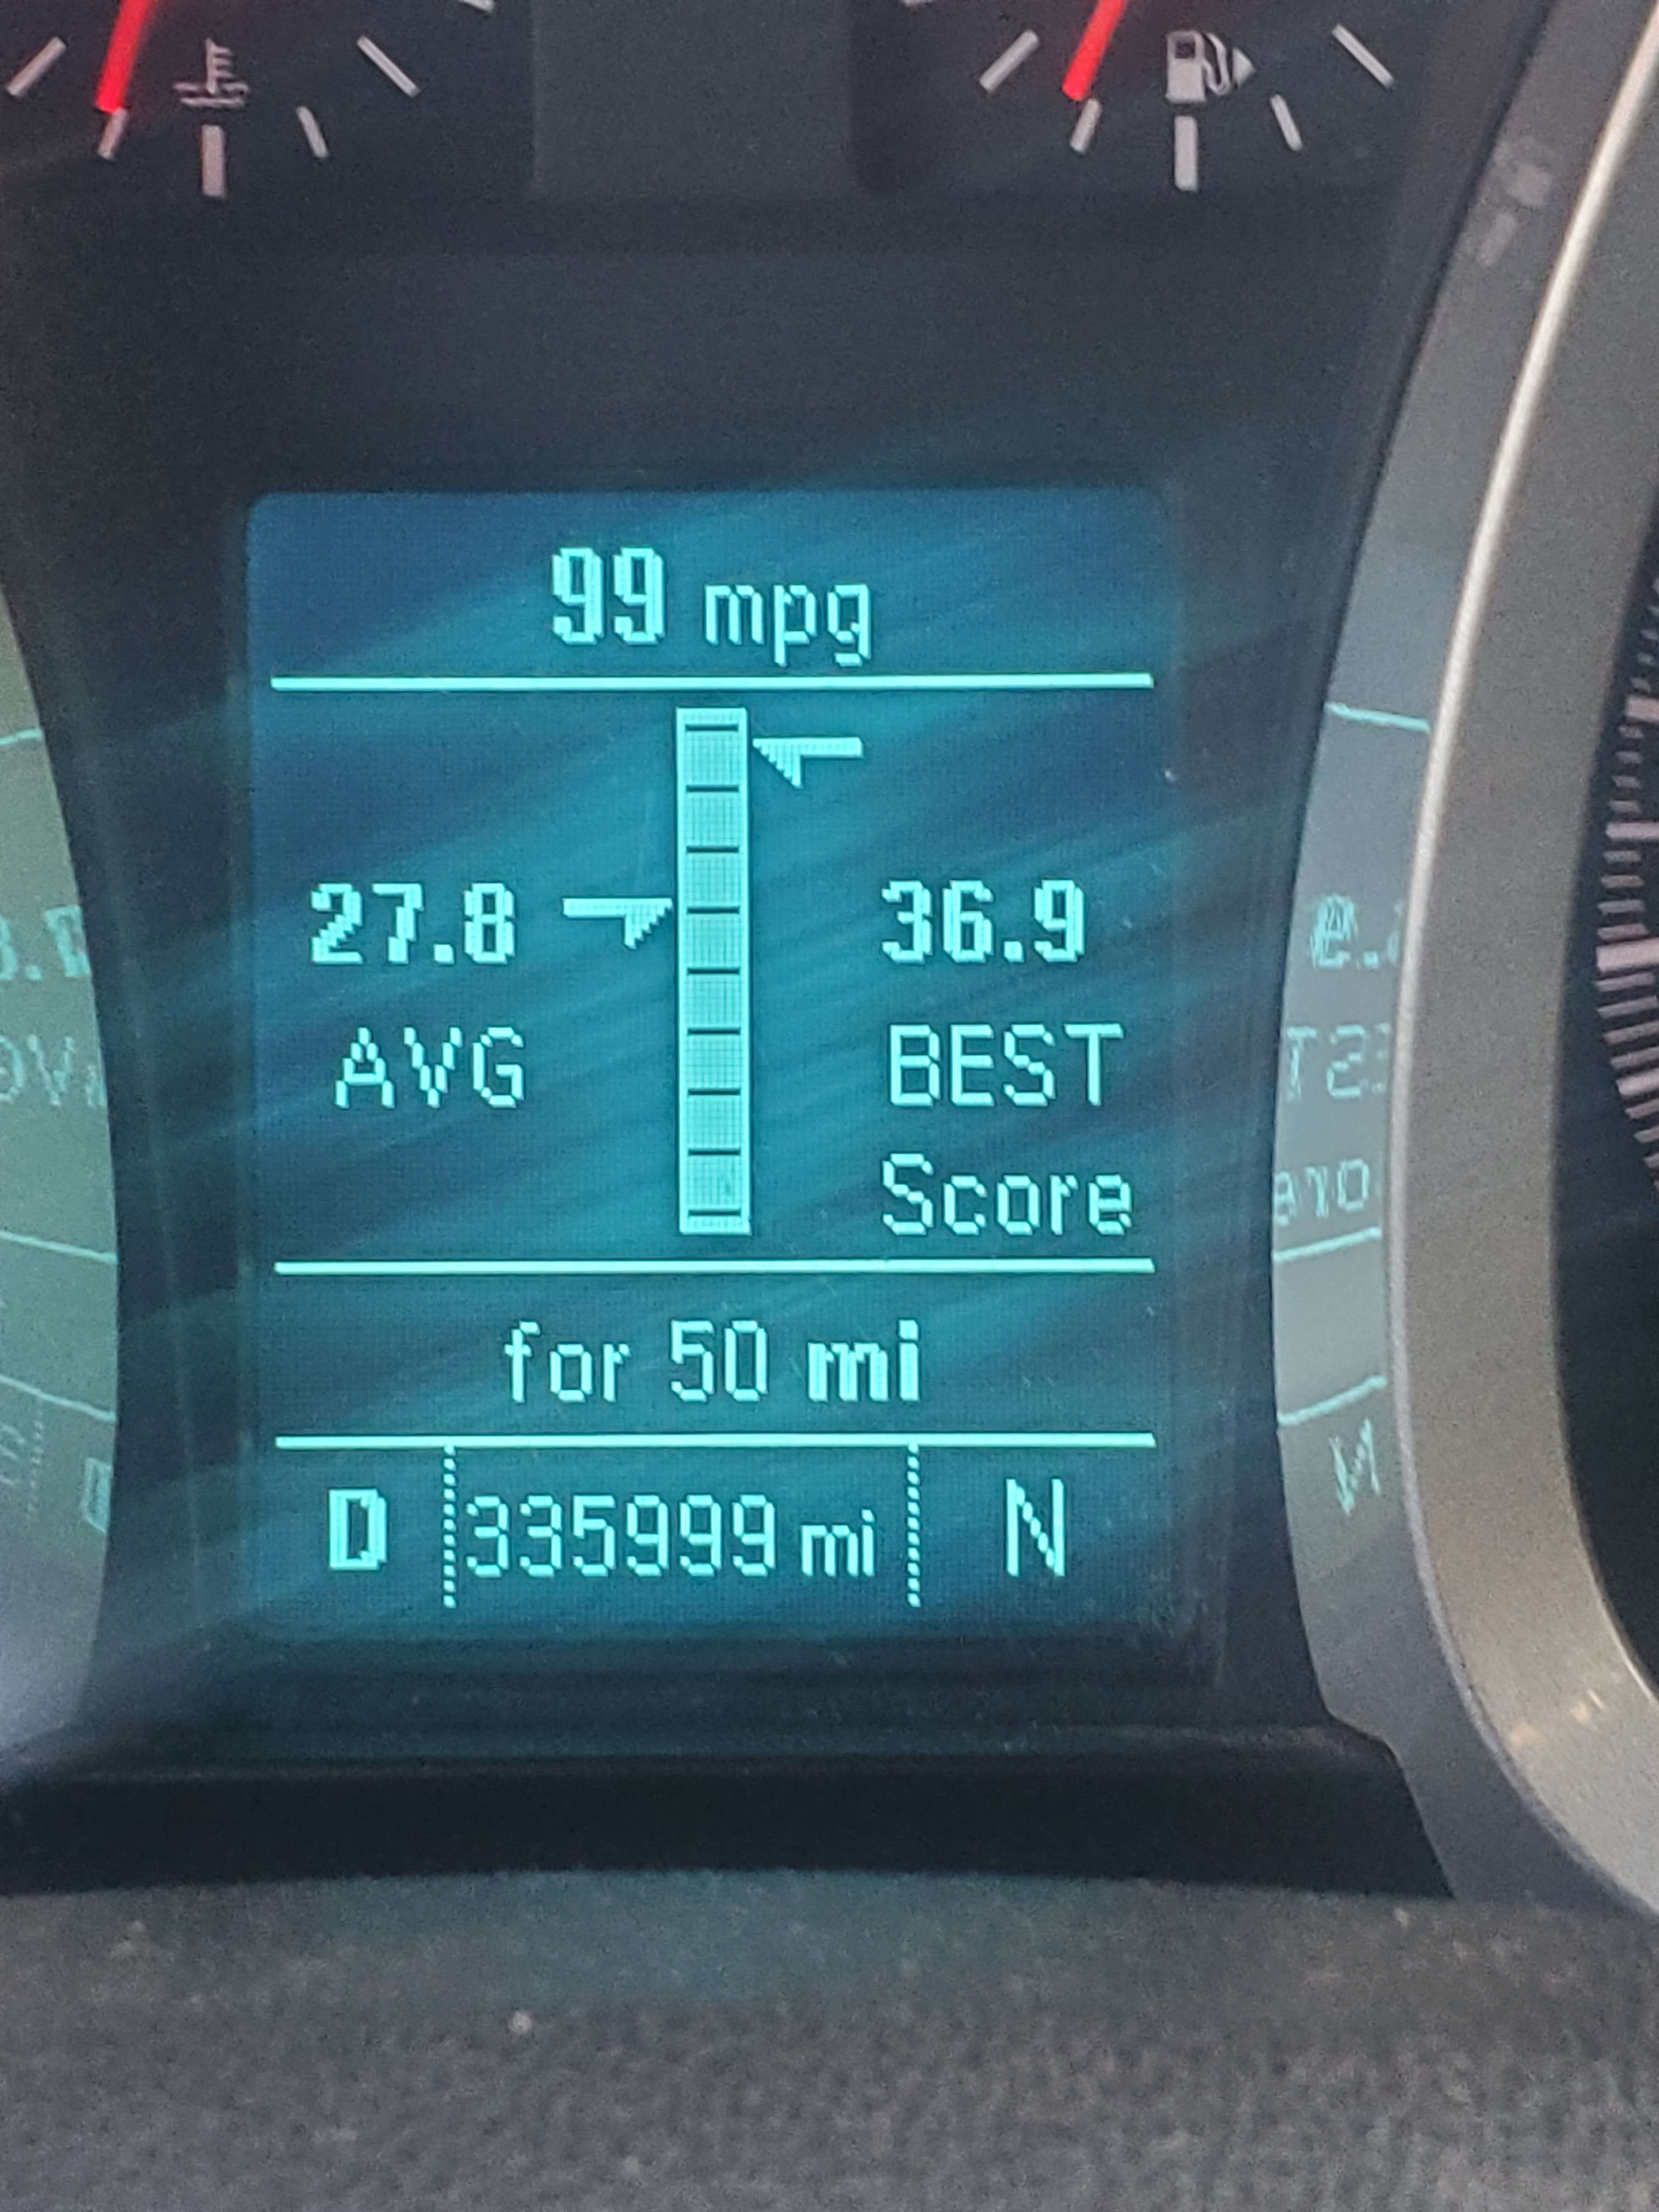 99 mpg
27.8 36.9
AVG BEST
Score
for 50 mi
D 335999 mi N